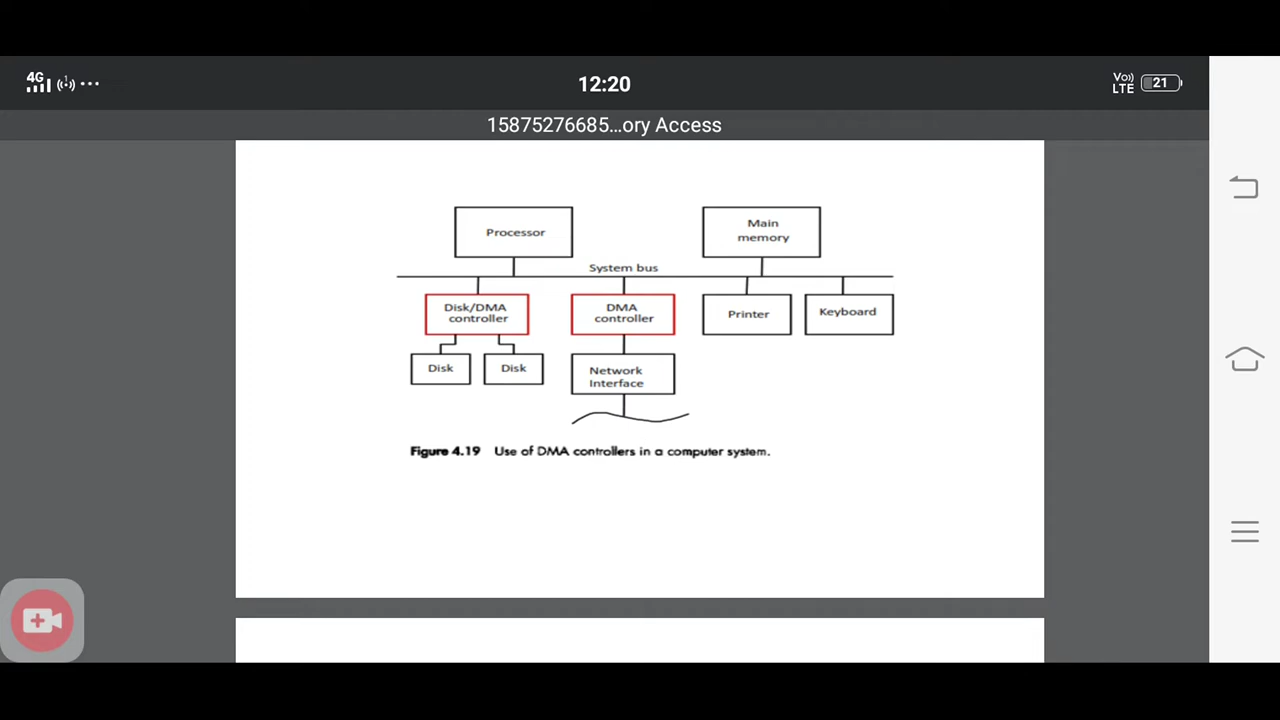 4G
12:20
Vo))
LTE
21
15875276685...ory Access
Processor
Main
memory
System bus
Disk/DMA
controller
DMA
controller
Printer
Keyboard
Disk
Disk
Network
Interface
Figure 4.19 Use of DMA controllers in a computer system.